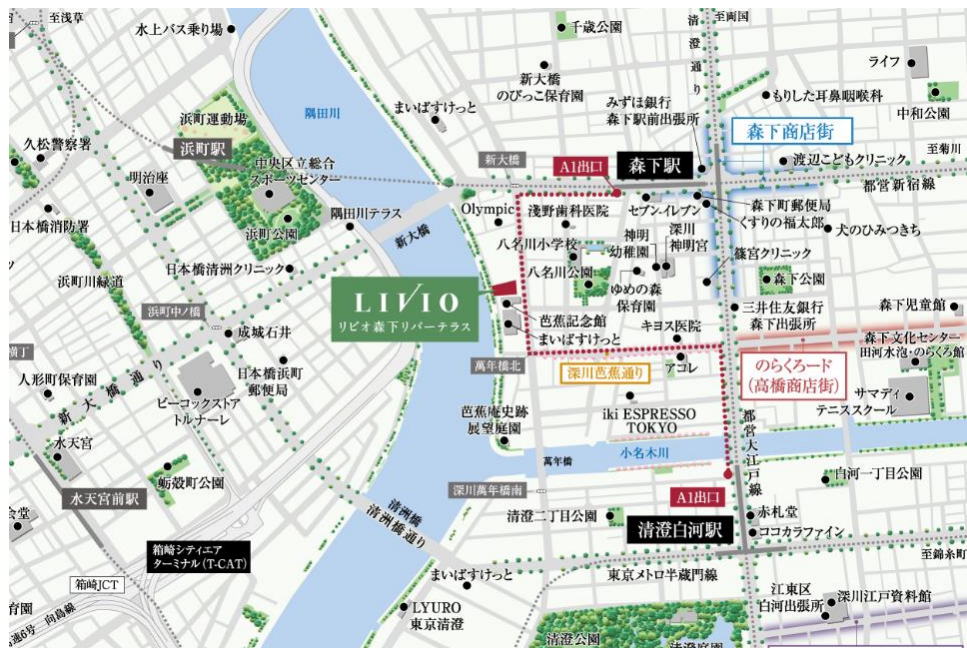 至浅草
水上バス乗り場
千歳公園
清澄通り
至両国
新大橋
のびっこ保育園
ライフ
まいばすけっと
みずほ銀行
森下駅前出張所
もりした耳鼻咽喉科
中和公園
隅田川
浜町運動場
浜町駅
久松警察署
森下商店街
至菊川
新大橋
A1出口
森下駅
渡辺こどもクリニック
都営新宿線
中央区立総合
スポーツセンター
明治座
浜町公園
隅田川テラス
新大橋
Olympic
淺野歯科医院
セブン-イレブン
森下町郵便局
くすりの福太郎
犬のひみつきち
日本橋消防署
八名川小学校
八名川公園
神明
幼稚園
深川
神明宮
篠宮クリニック
浜町川緑道
日本橋清洲クリニック
ゆめの森
保育園
森下公園
LIVIO
リビオ森下リバーテラス
浜町中ノ橋
成城石井
芭蕉記念館
まいばすけっと
キヨス医院
三井住友銀行
森下出張所
森下児童館
横丁
人形町保育園
新大橋通り
日本橋浜町
郵便局
萬年橋北
深川芭蕉通り
アコレ
のらくろード
(高橋商店街)
森下文化センター
田河水泡・のらくろ館
ピーコックストア
トルナーレ
芭蕉庵史跡
展望庭園
iki ESPRESSO
TOKYO
サマディ
テニススクール
水天宮
水天宮前駅
蛎殻町公園
萬年橋
小名木川
都営大江戸線
白河一丁目公園
深川萬年橋南
A1出口
清洲橋
清洲橋通り
清澄二丁目公園
清澄白河駅
赤札堂
ココカラファイン
会堂
箱崎シティエア
ターミナル(T-CAT)
至錦糸町
箱崎JCT
まいばすけっと
東京メトロ半蔵門線
江東区
白河出張所
深川江戸資料館
育園
速6号 向島線
LYURO
東京清澄
清澄公園
清澄庭園